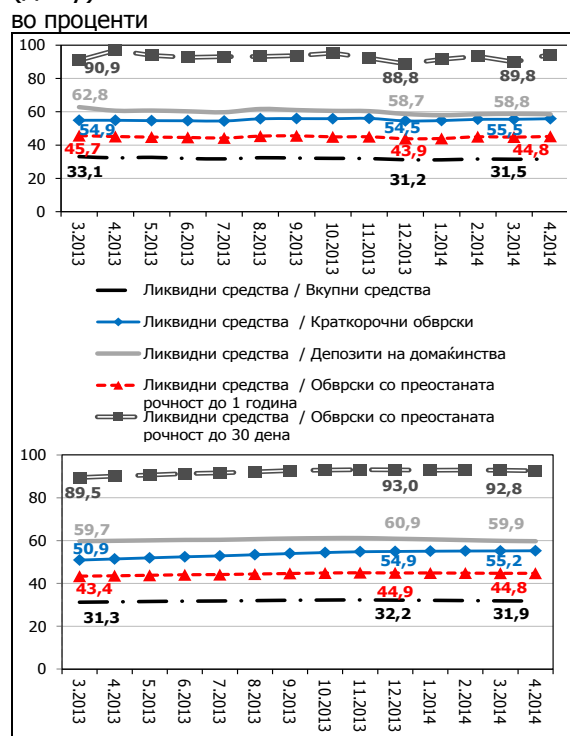 во проценти
100
80
60
40
20
0
90,9 88,8 89,8
62,8 58,7 58,8
54,9 54,5 55,5
45,7 43,9 44,8
33,1 31,2 31,5
3.2013 4.2013 5.2013 6.2013 7.2013 8.2013 9.2013 10.2013 11.2013 12.2013 1.2014 2.2014 3.2014 4.2014
Ликвидни средства / Вкупни средства
Ликвидни средства / Краткорочни обврски
Ликвидни средства / Депозити на домаќинства
Ликвидни средства / Обврски со преостаната
рочност до 1 година
Ликвидни средства / Обврски со преостаната
рочност до 30 дена
100
80
60
40
20
0
89,5 93,0 92,8
59,7 60,9 59,9
50,9 54,9 55,2
43,4 44,9 44,8
31,3 32,2 31,9
3.2013 4.2013 5.2013 6.2013 7.2013 8.2013 9.2013 10.2013 11.2013 12.2013 1.2014 2.2014 3.2014 4.2014